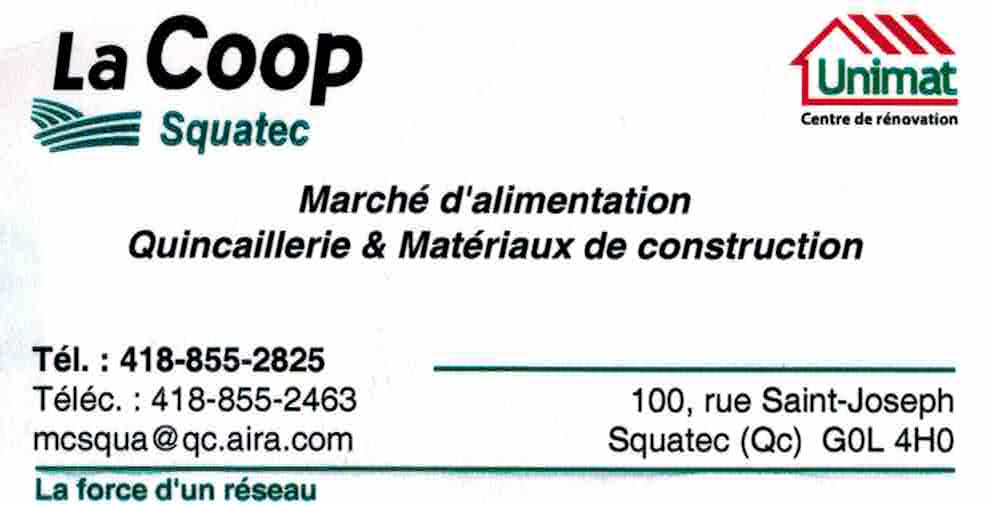 La Coop
Squatec
Unimat
Centre de rénovation
Marché d'alimentation
Quincaillerie & Matériaux de construction
Tél. : 418-855-2825
Téléc. : 418-855-2463
mcsqua@qc.aira.com
100, rue Saint-Joseph
Squatec (Qc) G0L 4H0
La force d'un réseau